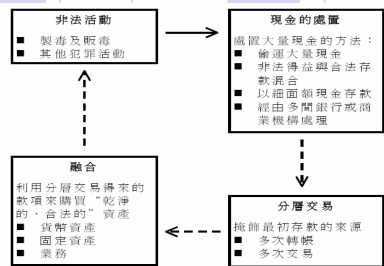 非法活動
■ 製毒及販毒
■ 其他犯罪活動
現金的處置
處置大量現金的方法：
■ 偷運大量現金
■ 非法得益與合法存
款混合
■ 以細面額現金存款
■ 經由多間銀行或商
業機構處理
融合
利用分層交易得來的
款項來購買“乾淨
的、合法的”資產
■ 貨幣資產
■ 固定資產
■ 業務
分層交易
掩飾最初存款的來源
■ 多次轉帳
■ 多次交易